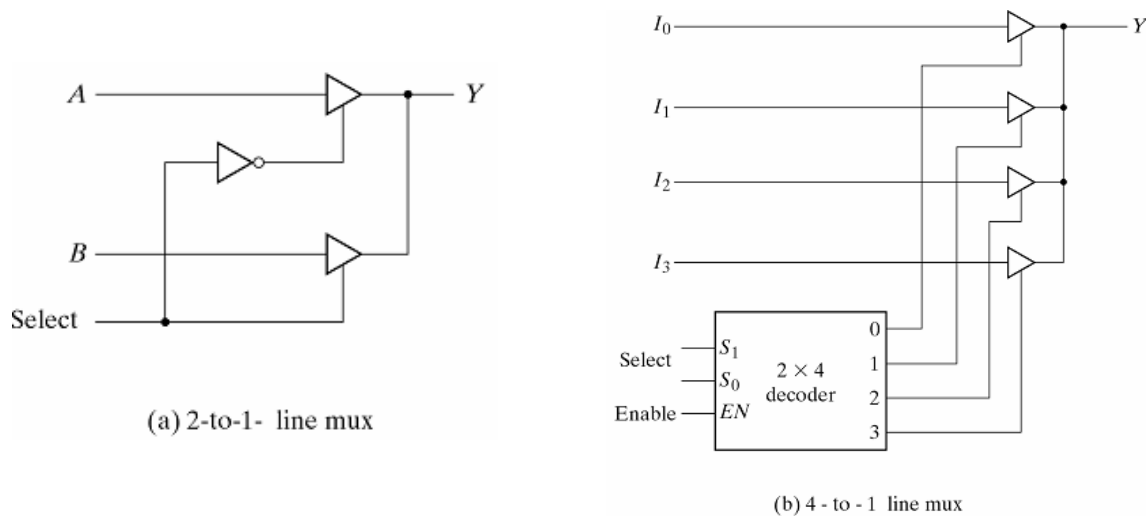 A
Y
B
Select
(a) 2-to-1- line mux
I0
Y
I1
I2
I3
Select
Enable
S1
S0
EN
2 × 4
decoder
0
1
2
3
(b) 4 - to - 1 line mux